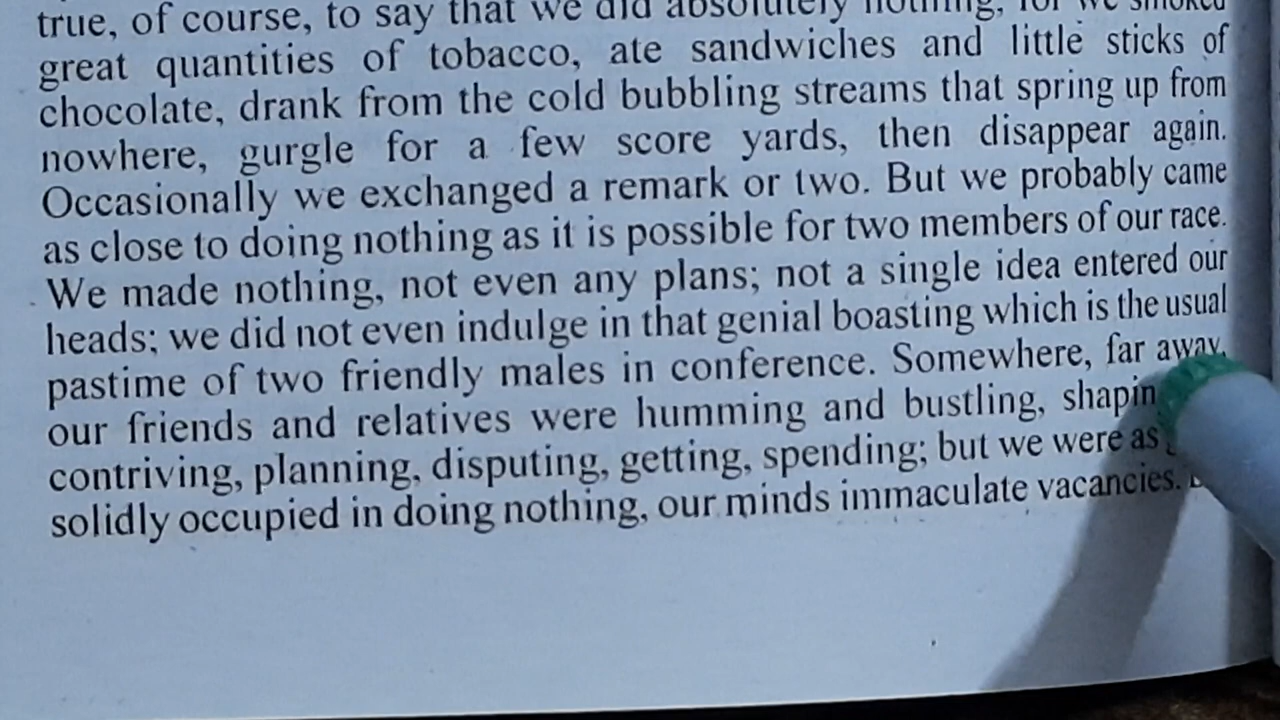 true, of course, to say that we did absolutely nothing, for we smoked
great quantities of tobacco, ate sandwiches and little sticks of
chocolate, drank from the cold bubbling streams that spring up from
nowhere, gurgle for a few score yards, then disappear again.
Occasionally we exchanged a remark or two. But we probably came
as close to doing nothing as it is possible for two members of our race.
We made nothing, not even any plans; not a single idea entered our
heads; we did not even indulge in that genial boasting which is the usual
pastime of two friendly males in conference. Somewhere, far away,
our friends and relatives were humming and bustling, shapin
contriving, planning, disputing, getting, spending; but we were as
solidly occupied in doing nothing, our minds immaculate vacancies.